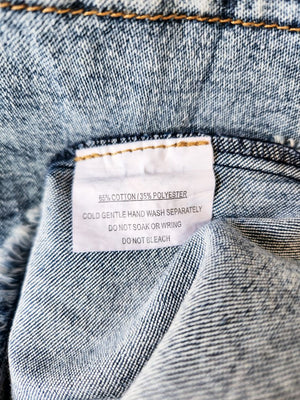 65% COTTON / 35% POLYESTER
COLD GENTLE HAND WASH SEPARATELY
DO NOT SOAK OR WRING
DO NOT BLEACH